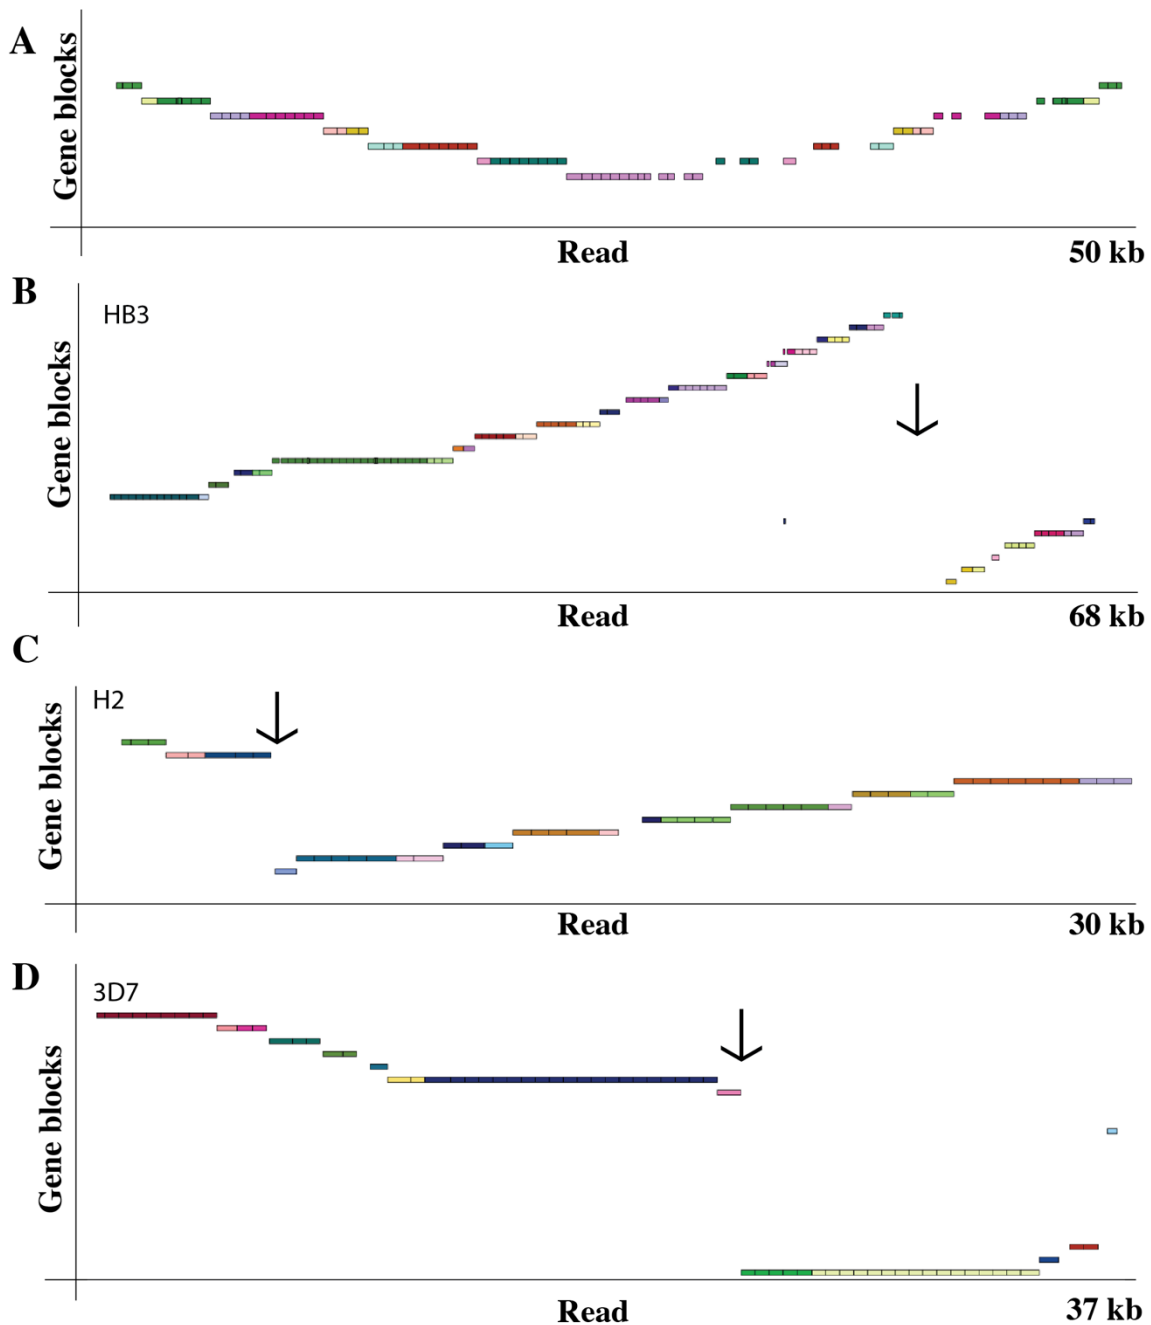 A
Gene blocks
Read
50 kb
B
HB3
Gene blocks
Read
68 kb
C
H2
Gene blocks
Read
30 kb
D
3D7
Gene blocks
Read
37 kb